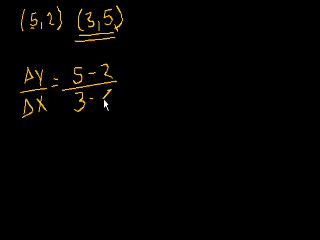 (5,2) (3,5)
ΔY/ΔX = 5-2/3-